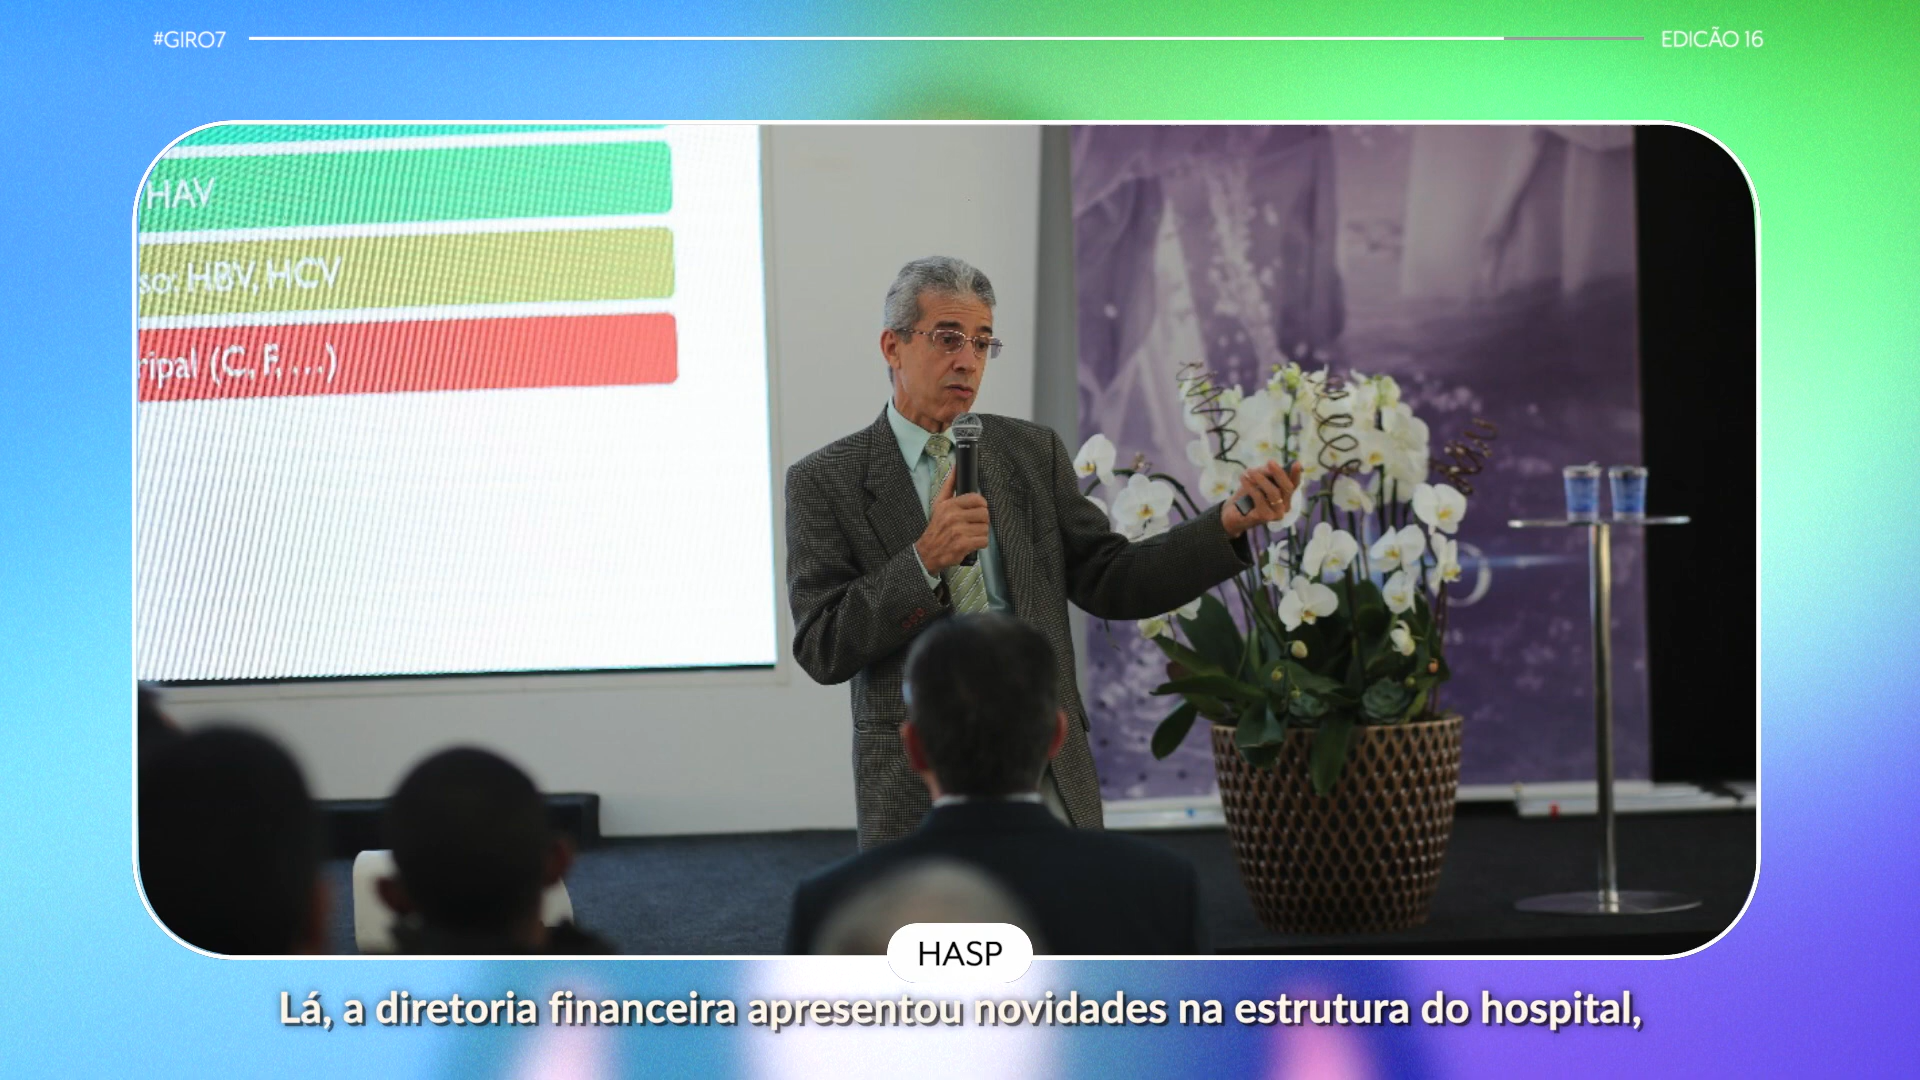 #GIRO7
EDICÃO 16
HAV
so: HBV, HCV
ripal (C, F, ...)
HASP
Lá, a diretoria financeira apresentou novidades na estrutura do hospital,